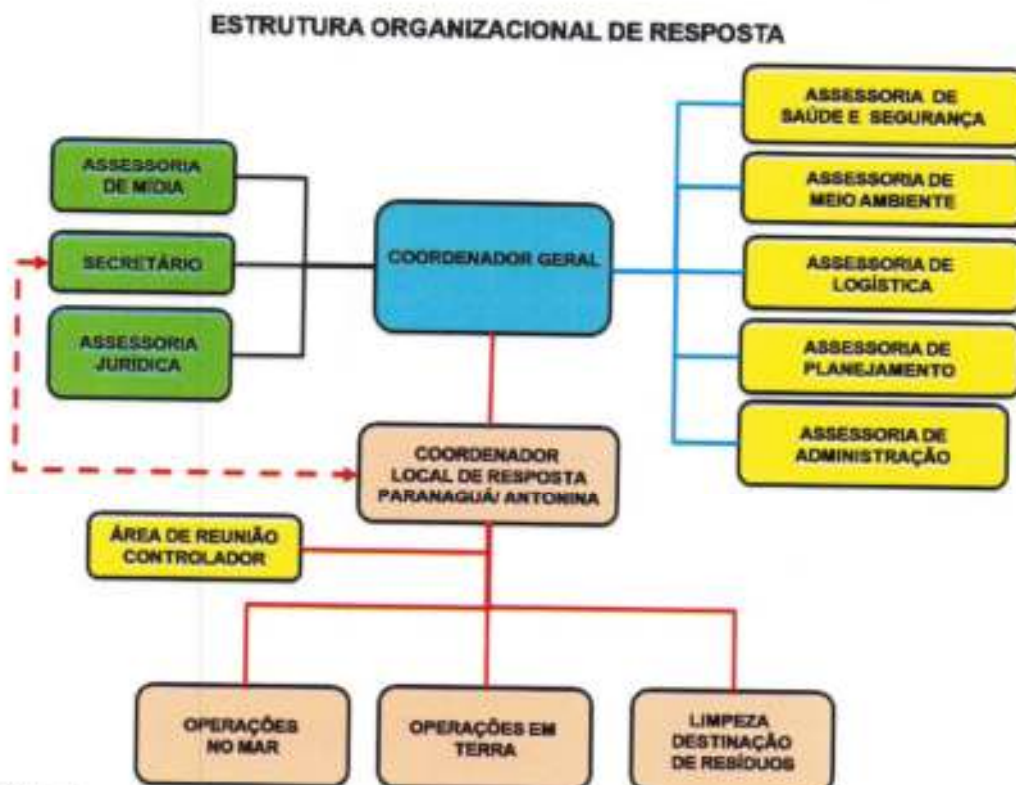 ESTRUTURA ORGANIZACIONAL DE RESPOSTA
ASSESSORIA
DE MÍDIA
SECRETÁRIO
ASSESSORIA
JURÍDICA
COORDENADOR GERAL
ASSESSORIA DE
SAÚDE E SEGURANÇA
ASSESSORIA DE
MEIO AMBIENTE
ASSESSORIA DE
LOGÍSTICA
ASSESSORIA DE
PLANEJAMENTO
ASSESSORIA DE
ADMINISTRAÇÃO
COORDENADOR
LOCAL DE RESPOSTA
PARANAGUÁ/ ANTONINA
ÁREA DE REUNIÃO
CONTROLADOR
OPERAÇÕES
NO MAR
OPERAÇÕES EM
TERRA
LIMPEZA
DESTINAÇÃO
DE RESÍDUOS